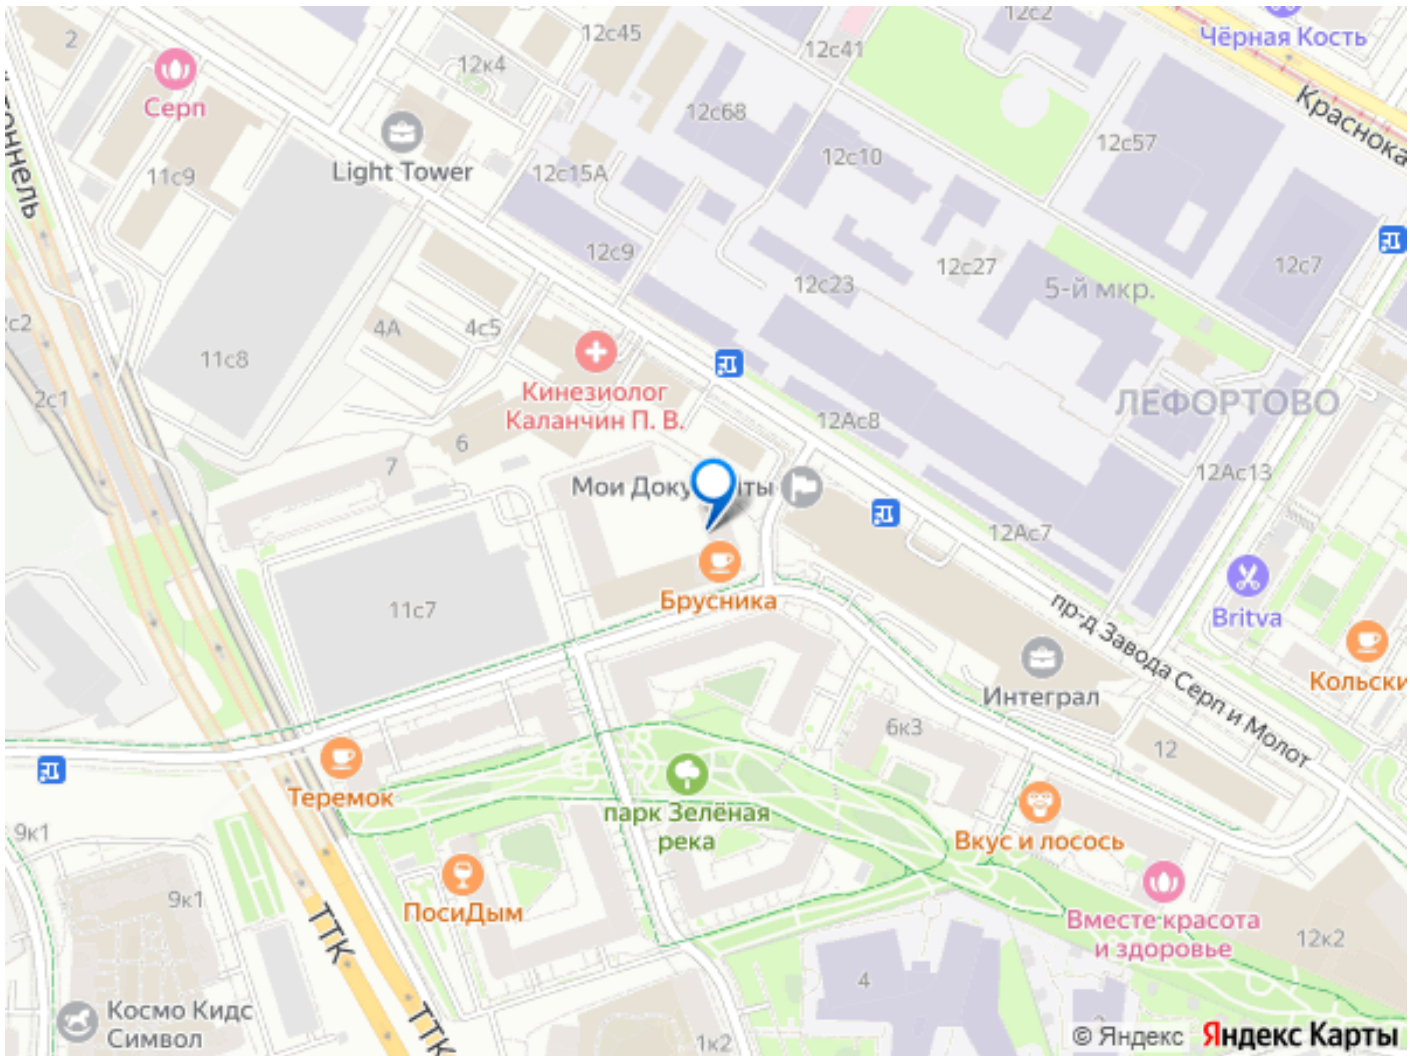 12с2
Чёрная Кость
2
12с45
12с41
12к4
Серп
12с68
Краснока
Light Tower
12с57
12с10
11с9
12с15А
тоннель
12с9
12с27
12с7
12с23
5-й мкр.
4А
4с5
11с8
2с1
Кинезиолог
Каланчин П. В.
ЛЕФОРТОВО
12Ас8
6
7
12Ас13
Мои Доку
нты
12Ас7
11с7
Брусника
Britva
пр-д Завода Серп и Молот
Интеграл
Кольски
6к3
12
Теремок
парк Зелёная
река
9к1
Вкус и лосось
9к1
ПосиДым
ТТК
Вместе красота
и здоровье
12к2
4
Космо Кидс
Символ
ТТК
1к2
© Яндекс Яндекс Карты